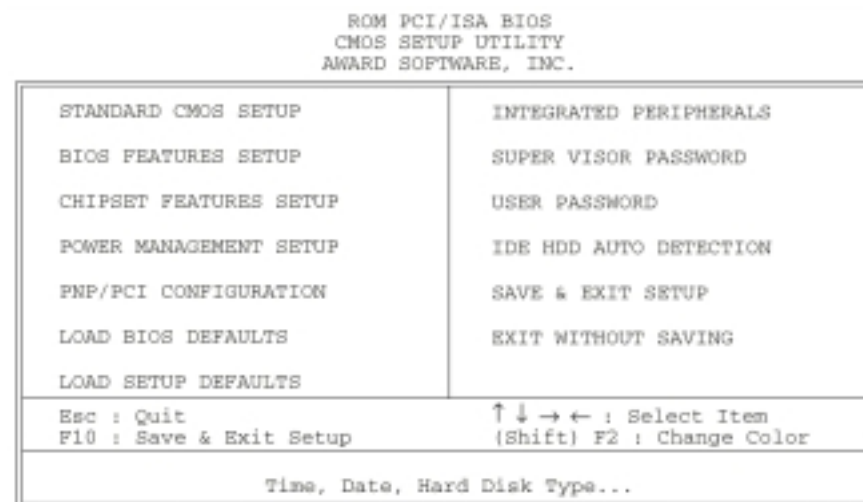 ROM PCI/ISA BIOS
CMOS SETUP UTILITY
AWARD SOFTWARE, INC.
STANDARD CMOS SETUP
BIOS FEATURES SETUP
CHIPSET FEATURES SETUP
POWER MANAGEMENT SETUP
PNP/PCI CONFIGURATION
LOAD BIOS DEFAULTS
LOAD SETUP DEFAULTS
INTEGRATED PERIPHERALS
SUPER VISOR PASSWORD
USER PASSWORD
IDE HDD AUTO DETECTION
SAVE & EXIT SETUP
EXIT WITHOUT SAVING
Esc : Quit
F10 : Save & Exit Setup
↑ ↓ → ← : Select Item
(Shift) F2 : Change Color
Time, Date, Hard Disk Type...